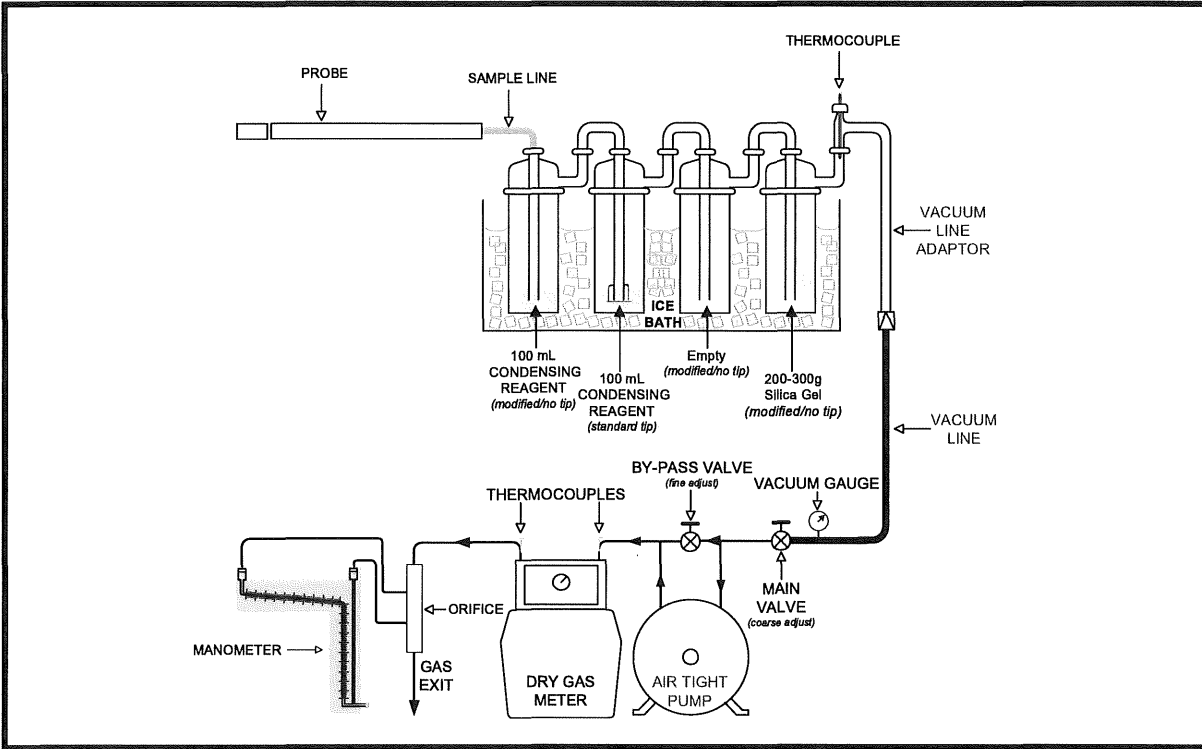 THERMOCOUPLE
PROBE
SAMPLE LINE
VACUUM
LINE
ADAPTOR
ICE
BATH
100 mL
CONDENSING
REAGENT
(modified/no tip)
100 mL
CONDENSING
REAGENT
(standard tip)
Empty
(modified/no tip)
200-300g
Silica Gel
(modified/no tip)
VACUUM
LINE
BY-PASS VALVE
(fine adjust)
VACUUM GAUGE
THERMOCOUPLES
MAIN
VALVE
(coarse adjust)
ORIFICE
MANOMETER
GAS
EXIT
DRY GAS
METER
AIR TIGHT
PUMP